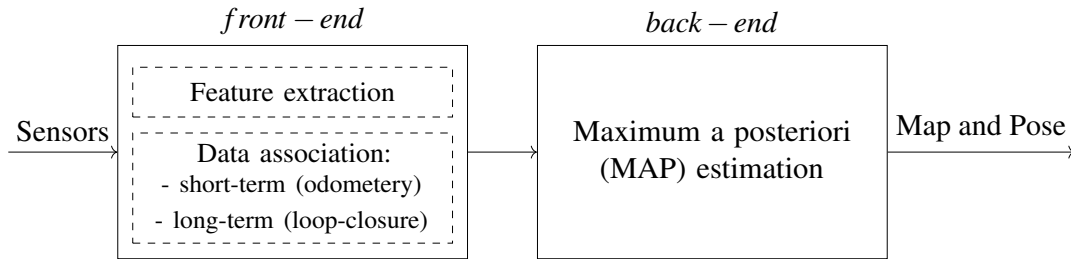 front – end
back – end
Sensors
Feature extraction
Data association:
- short-term (odometery)
- long-term (loop-closure)
Maximum a posteriori
(MAP) estimation
Map and Pose